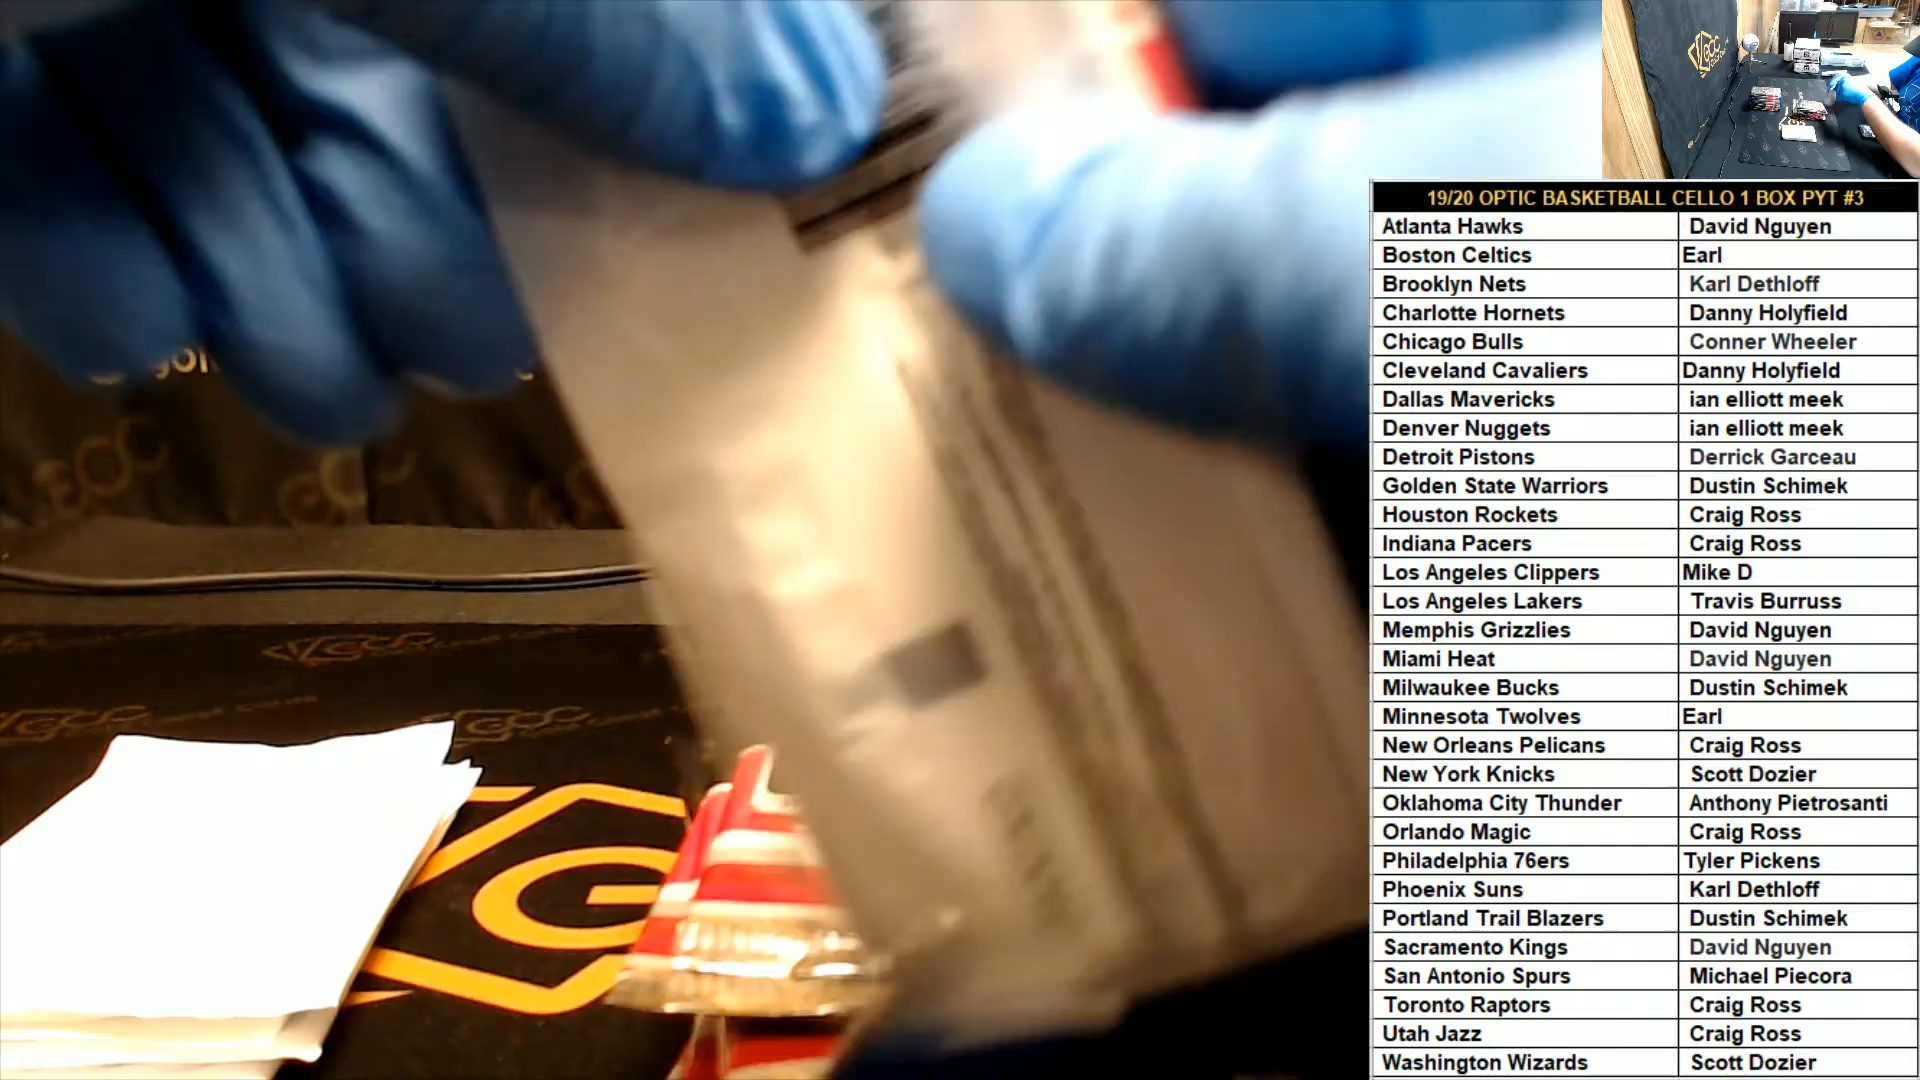 19/20 OPTIC BASKETBALL CELLO 1 BOX PYT #3
Atlanta Hawks David Nguyen
Boston Celtics Earl
Brooklyn Nets Karl Dethloff
Charlotte Hornets Danny Holyfield
Chicago Bulls Conner Wheeler
Cleveland Cavaliers Danny Holyfield
Dallas Mavericks ian elliott meek
Denver Nuggets ian elliott meek
Detroit Pistons Derrick Garceau
Golden State Warriors Dustin Schimek
Houston Rockets Craig Ross
Indiana Pacers Craig Ross
Los Angeles Clippers Mike D
Los Angeles Lakers Travis Burruss
Memphis Grizzlies David Nguyen
Miami Heat David Nguyen
Milwaukee Bucks Dustin Schimek
Minnesota Twolves Earl
New Orleans Pelicans Craig Ross
New York Knicks Scott Dozier
Oklahoma City Thunder Anthony Pietrosanti
Orlando Magic Craig Ross
Philadelphia 76ers Tyler Pickens
Phoenix Suns Karl Dethloff
Portland Trail Blazers Dustin Schimek
Sacramento Kings David Nguyen
San Antonio Spurs Michael Piecora
Toronto Raptors Craig Ross
Utah Jazz Craig Ross
Washington Wizards Scott Dozier